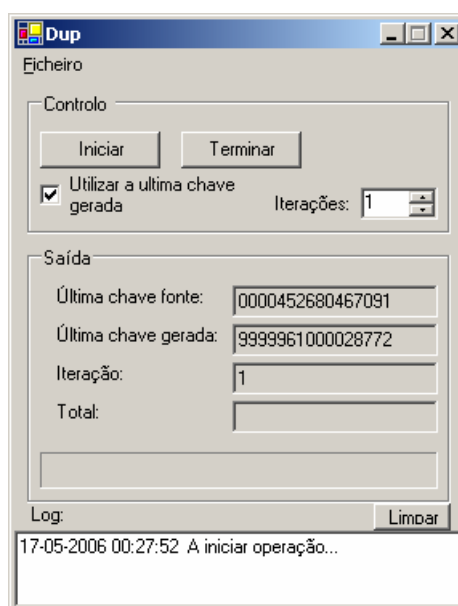 Dup
Ficheiro
Controlo
Iniciar Terminar
Utilizar a ultima chave
gerada
Iterações: 1
Saída
Última chave fonte: 0000452680467091
Última chave gerada: 9999961000028772
Iteração: 1
Total:
Log: Limpar
17-05-2006 00:27:52 A iniciar operação...